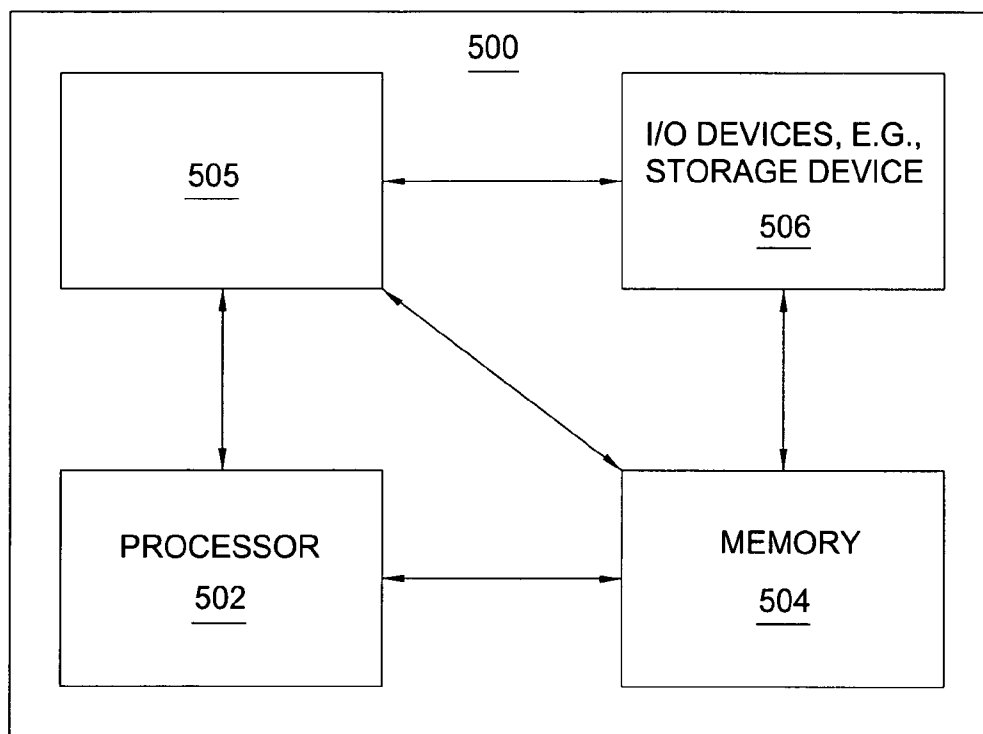 500
505
I/O DEVICES, E.G.,
STORAGE DEVICE
506
PROCESSOR
502
MEMORY
504